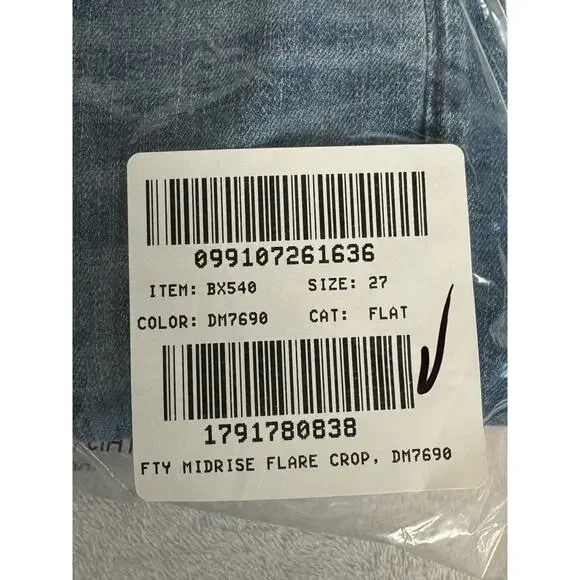 099107261636
ITEM: BX540 SIZE: 27
COLOR: DM7690 CAT: FLAT
1791780838
FTY MIDRISE FLARE CROP, DM7690